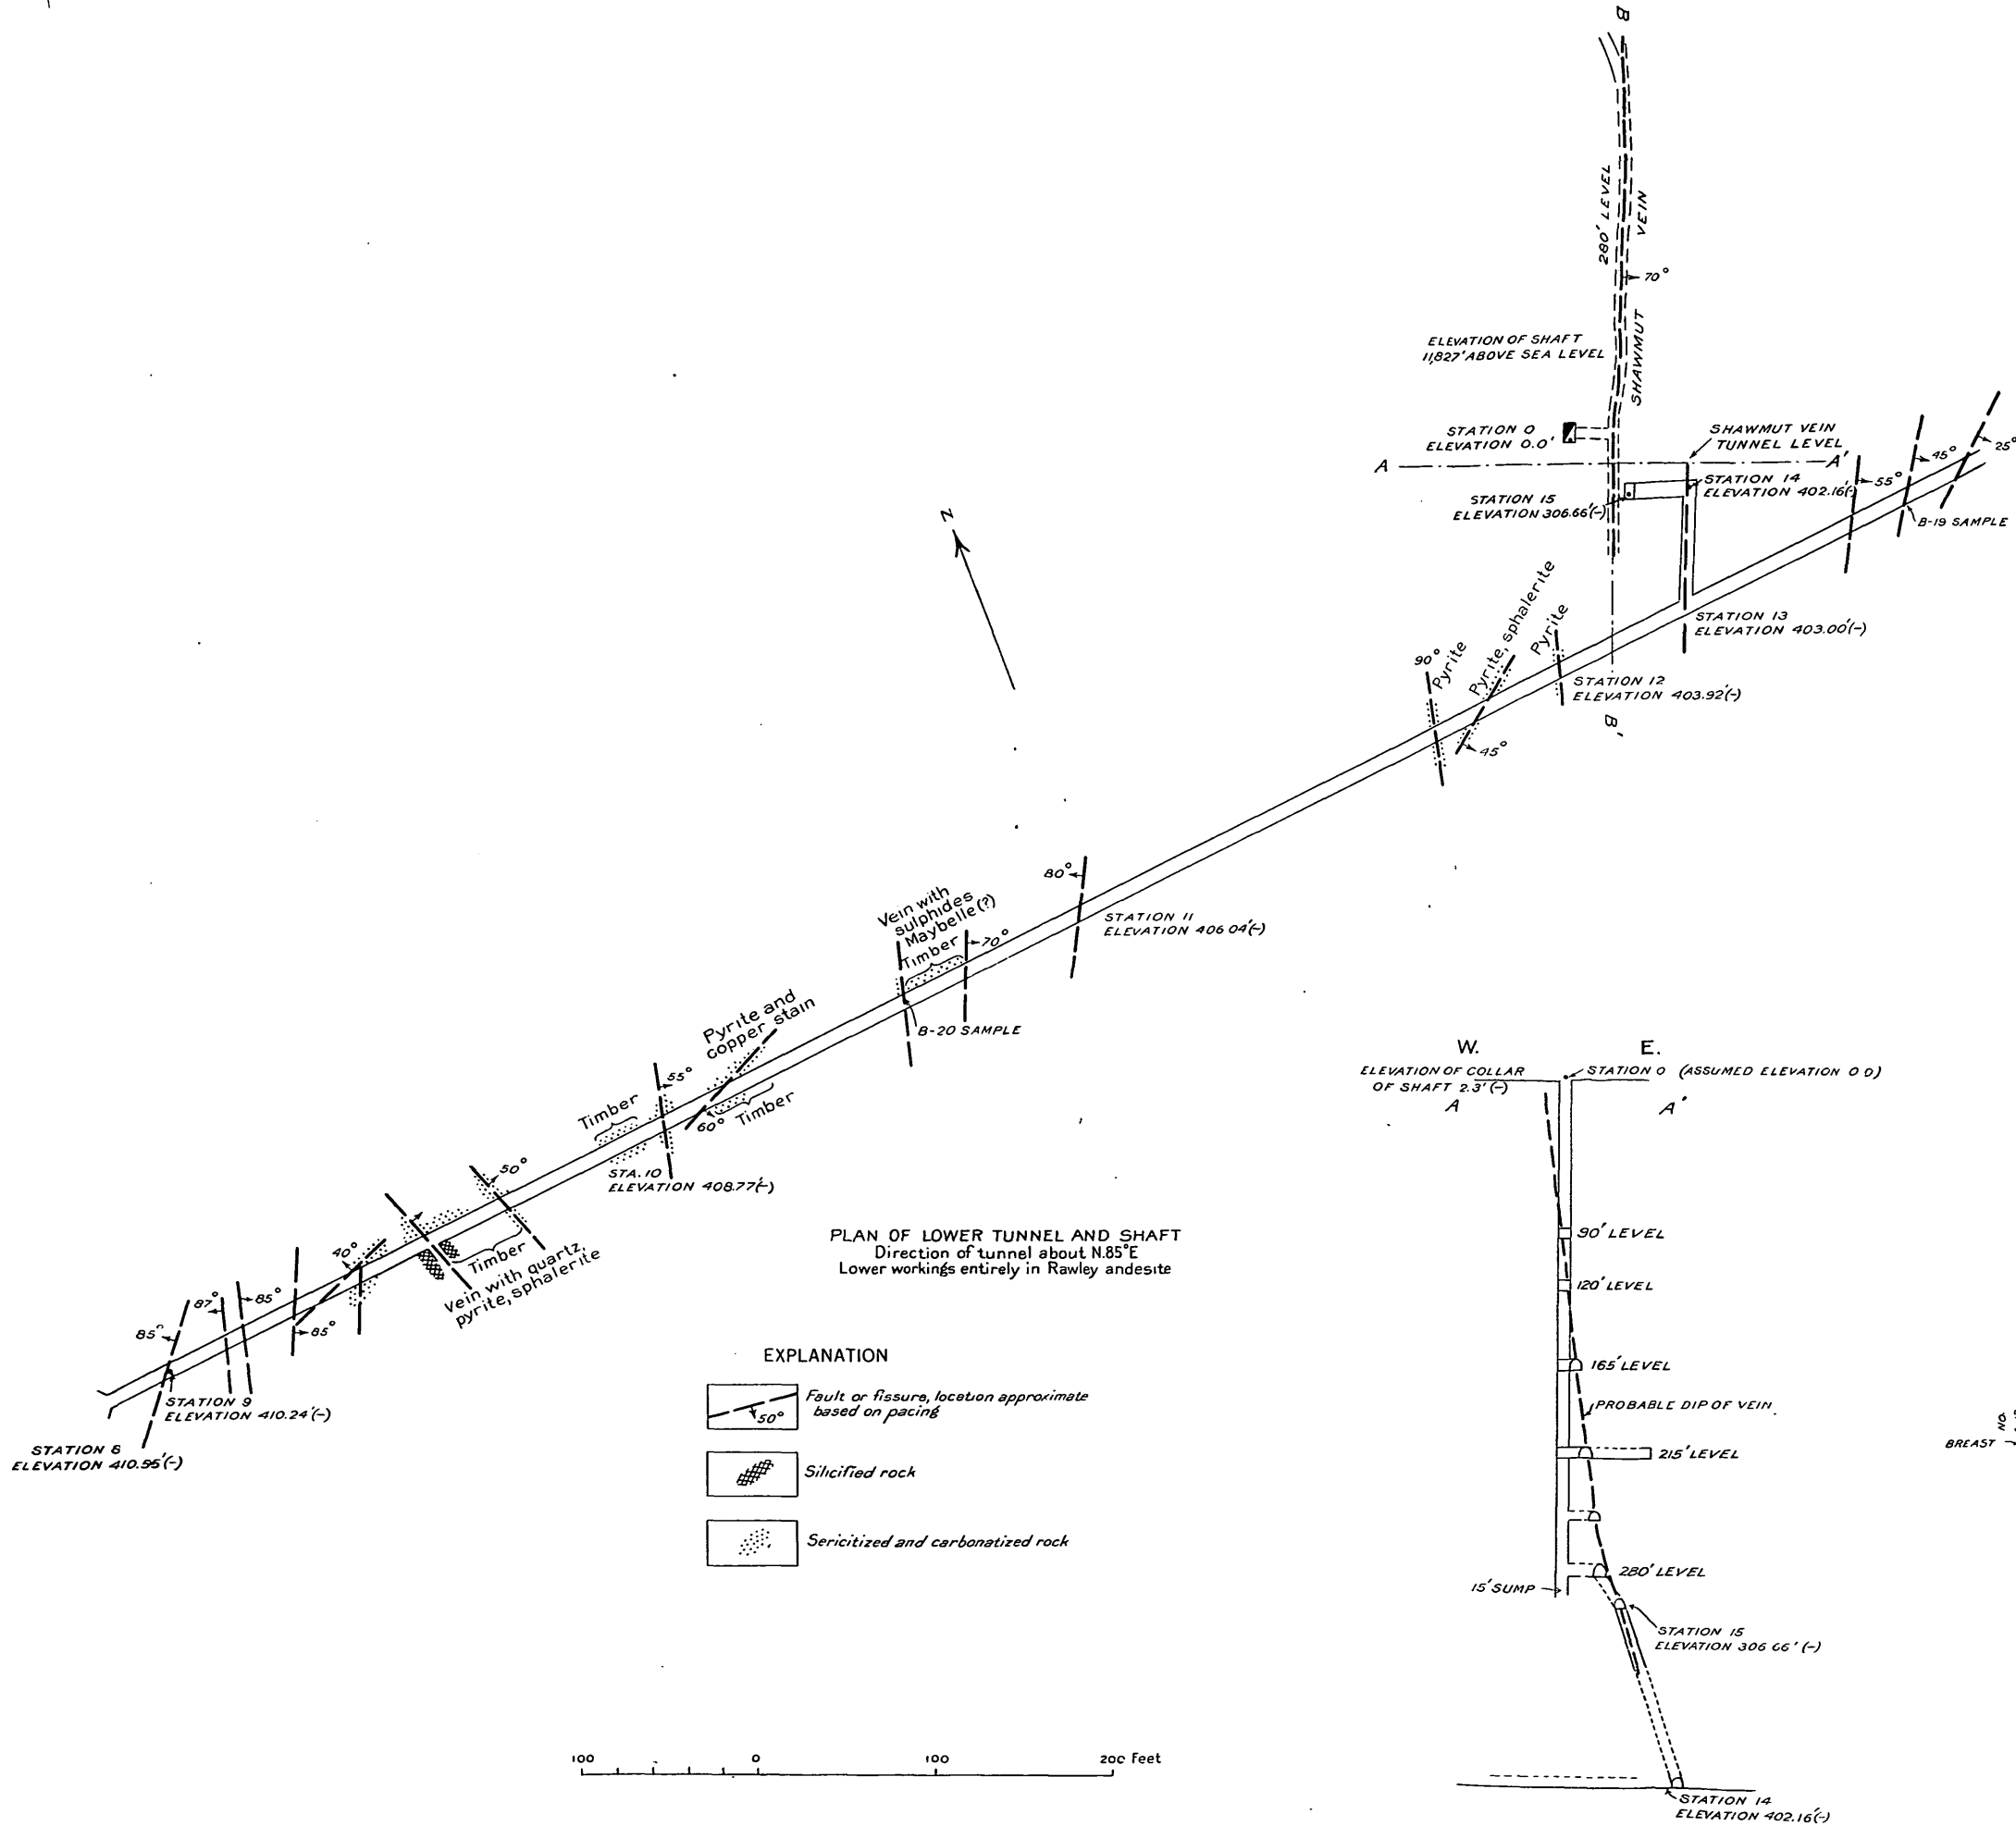 B
280' LEVEL
VEIN
70°
SHAWMUT
ELEVATION OF SHAFT
11,827' ABOVE SEA LEVEL
STATION 0
ELEVATION 0.0'
SHAWMUT VEIN
TUNNEL LEVEL
A
A'
45°
25°
55°
STATION 14
ELEVATION 402.16'(-)
STATION 15
ELEVATION 306.66'(-)
B-19 SAMPLE
N
STATION 13
ELEVATION 403.00'(-)
90°
Pyrite
Pyrite, sphalerite
Pyrite
STATION 12
ELEVATION 403.92'(-)
B'
45°
80°
STATION 11
ELEVATION 406.04'(-)
Vein with
sulphides
Maybelle (?)
Timber
70°
B-20 SAMPLE
Pyrite and
copper stain
55°
Timber
60°
Timber
STA. 10
ELEVATION 408.77'(-)
50°
40°
Timber
Vein with quartz,
pyrite, sphalerite
87°
85°
85°
85°
STATION 9
ELEVATION 410.24'(-)
STATION 8
ELEVATION 410.95'(-)
PLAN OF LOWER TUNNEL AND SHAFT
Direction of tunnel about N.85°E
Lower workings entirely in Rawley andesite
EXPLANATION
Fault or fissure, location approximate
based on pacing
50°
Silicified rock
Sericitized and carbonatized rock
100 0 100 200 Feet
W. E.
ELEVATION OF COLLAR
OF SHAFT 2.3'(-)
STATION 0 (ASSUMED ELEVATION 0 0)
A A'
90' LEVEL
120' LEVEL
165' LEVEL
PROBABLE DIP OF VEIN
215' LEVEL
280' LEVEL
15' SUMP
STATION 15
ELEVATION 306 66' (-)
STATION 14
ELEVATION 402.16'(-)
NO.
BREAST